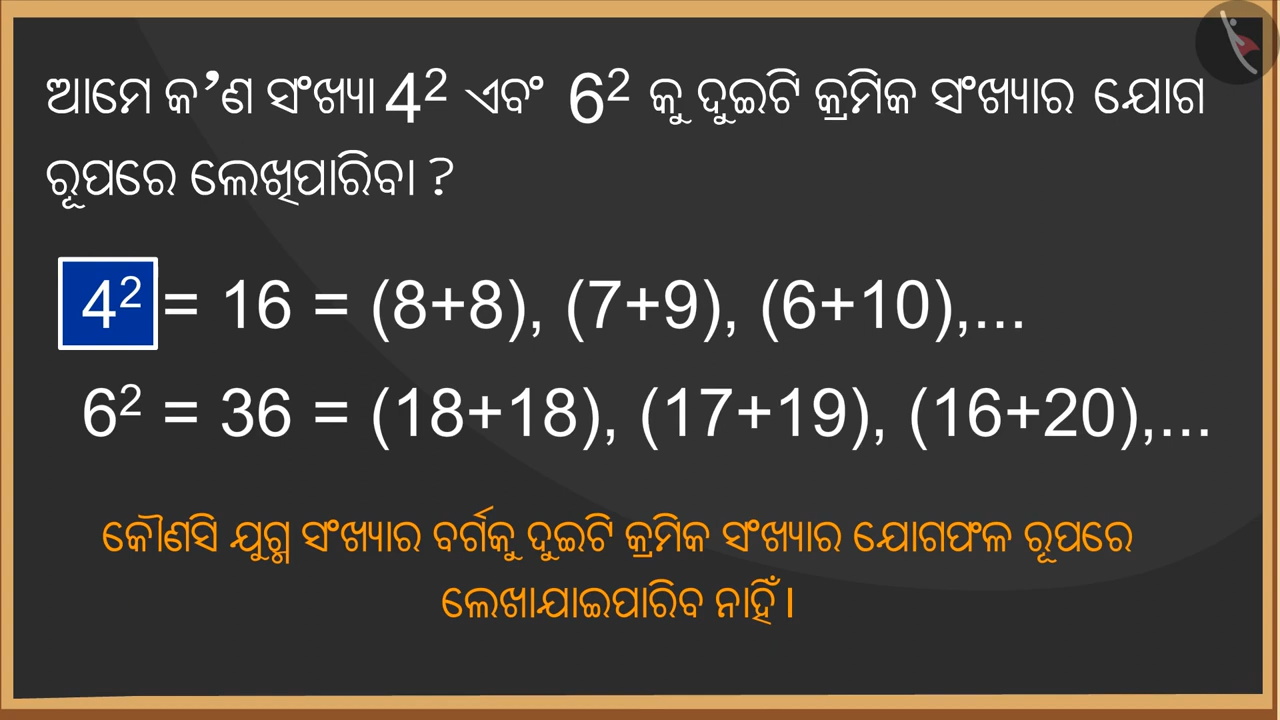 ଆମେ କ’ଣ ସଂଖ୍ୟା 4² ଏବଂ 6² କୁ ଦୁଇଟି କ୍ରମିକ ସଂଖ୍ୟାର ଯୋଗ
ରୂପରେ ଲେଖିପାରିବା ?
4² = 16 = (8+8), (7+9), (6+10),...
6² = 36 = (18+18), (17+19), (16+20),...
କୌଣସି ଯୁଗ୍ମ ସଂଖ୍ୟାର ବର୍ଗକୁ ଦୁଇଟି କ୍ରମିକ ସଂଖ୍ୟାର ଯୋଗଫଳ ରୂପରେ
ଲେଖାଯାଇପାରିବ ନାହିଁ।